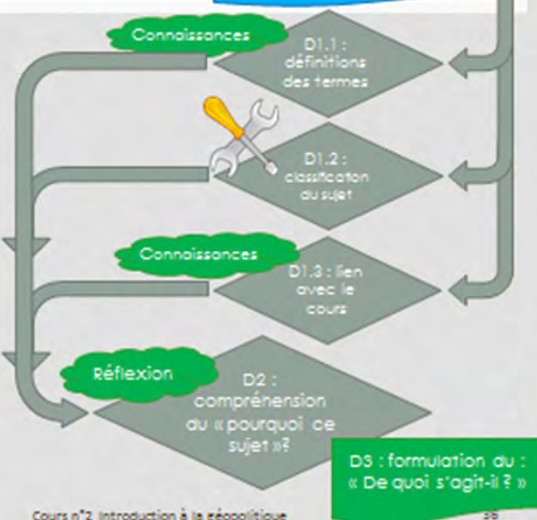 Connaissances
D1.1 :
définitions
des termes
D1.2 :
classification
du sujet
Connaissances
D1.3 : lien
avec le
cours
Réflexion
D2 :
compréhension
du « pourquoi ce
sujet »?
D3 : formulation du :
« De quoi s'agit-il ? »
Cours n°2 Introduction à la géopolitique
36